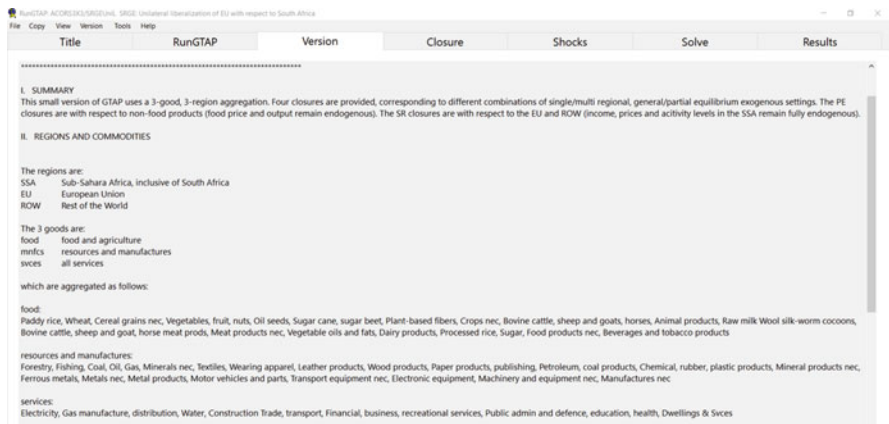 RunGTAP: ACORS3X3/SRGEUniL SRGE: Unilateral liberalization of EU with respect to South Africa
File Copy View Version Tools Help
Title RunGTAP Version Closure Shocks Solve Results
I. SUMMARY
This small version of GTAP uses a 3-good, 3-region aggregation. Four closures are provided, corresponding to different combinations of single/multi regional, general/partial equilibrium exogenous settings. The PE
closures are with respect to non-food products (food price and output remain endogenous). The SR closures are with respect to the EU and ROW (income, prices and acitivity levels in the SSA remain fully endogenous).
II. REGIONS AND COMMODITIES
The regions are:
SSA Sub-Sahara Africa, inclusive of South Africa
EU European Union
ROW Rest of the World
The 3 goods are:
food food and agriculture
mnfcs resources and manufactures
svces all services
which are aggregated as follows:
food:
Paddy rice, Wheat, Cereal grains nec, Vegetables, fruit, nuts, Oil seeds, Sugar cane, sugar beet, Plant-based fibers, Crops nec, Bovine cattle, sheep and goats, horses, Animal products, Raw milk Wool silk-worm cocoons,
Bovine cattle, sheep and goat, horse meat prods, Meat products nec, Vegetable oils and fats, Dairy products, Processed rice, Sugar, Food products nec, Beverages and tobacco products
resources and manufactures:
Forestry, Fishing, Coal, Oil, Gas, Minerals nec, Textiles, Wearing apparel, Leather products, Wood products, Paper products, publishing, Petroleum, coal products, Chemical, rubber, plastic products, Mineral products nec,
Ferrous metals, Metals nec, Metal products, Motor vehicles and parts, Transport equipment nec, Electronic equipment, Machinery and equipment nec, Manufactures nec
services:
Electricity, Gas manufacture, distribution, Water, Construction Trade, transport, Financial, business, recreational services, Public admin and defence, education, health, Dwellings & Svces